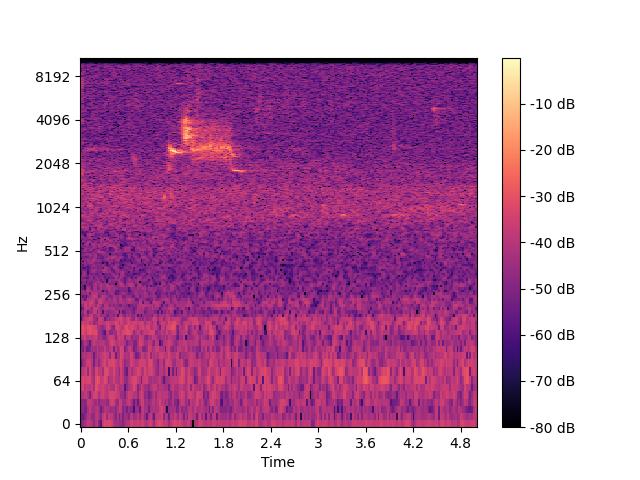 8192
4096
2048
1024
512
256
128
64
0
Hz
0 0.6 1.2 1.8 2.4 3 3.6 4.2 4.8
Time
-10 dB
-20 dB
-30 dB
-40 dB
-50 dB
-60 dB
-70 dB
-80 dB